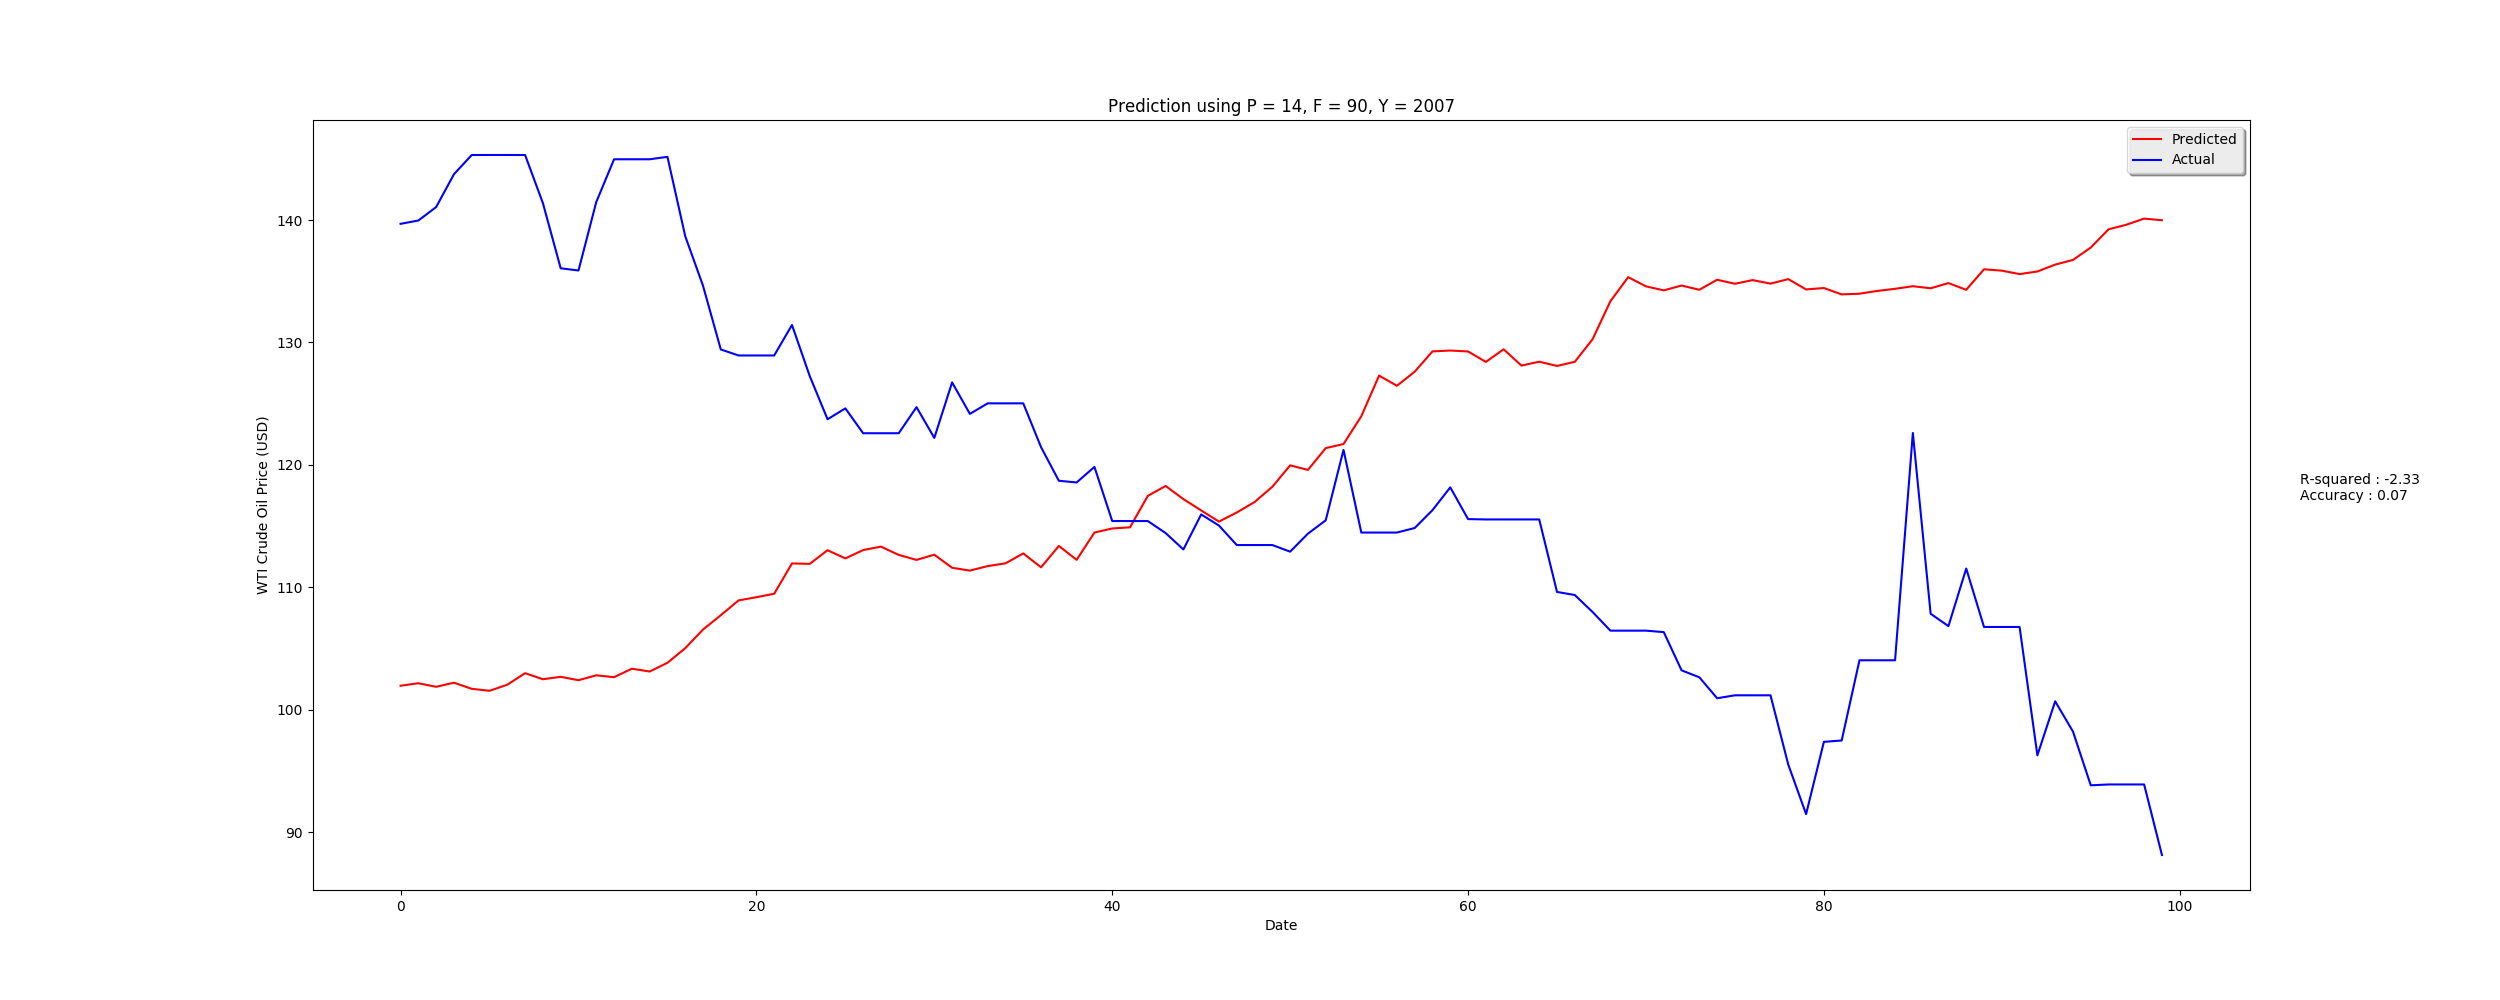 Prediction using P = 14, F = 90, Y = 2007
Predicted
Actual
WTI Crude Oil Price (USD)
140
130
120
110
100
90
0
20
40
60
80
100
Date
R-squared : -2.33
Accuracy : 0.07